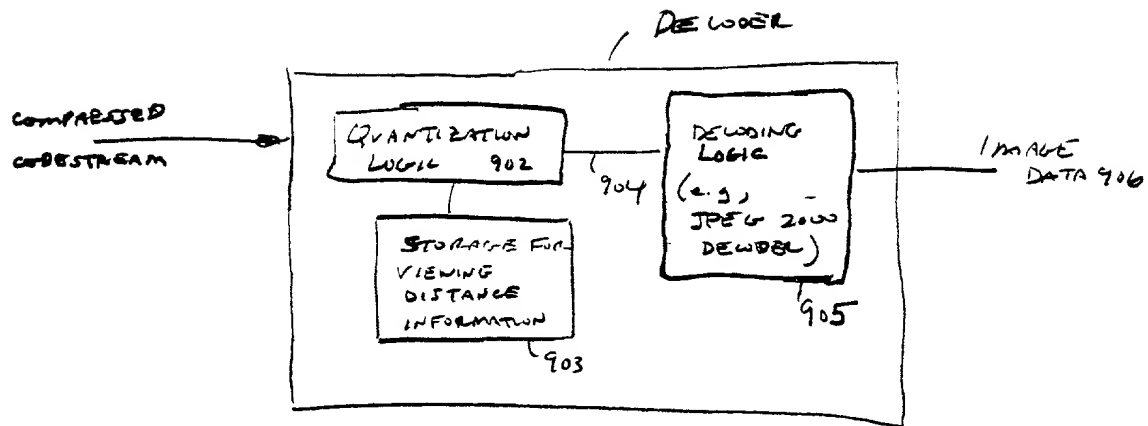 DECODER
COMPRESSED
CODESTREAM
QUANTIZATION
LOGIC 902
904
DECODING
LOGIC
(e.g.,
JPEG 2000
DECODER)
905
IMAGE
DATA 906
STORAGE FOR
VIEWING
DISTANCE
INFORMATION
903